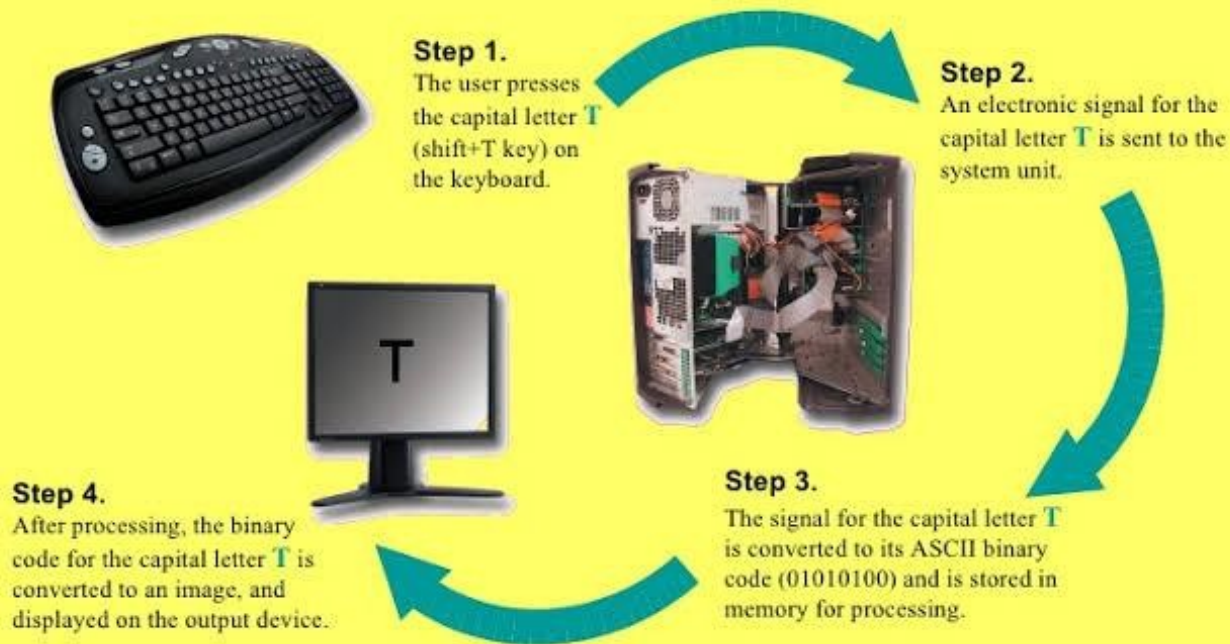 Step 1.
The user presses
the capital letter T
(shift+T key) on
the keyboard.
Step 2.
An electronic signal for the
capital letter T is sent to the
system unit.
Step 3.
The signal for the capital letter T
is converted to its ASCII binary
code (01010100) and is stored in
memory for processing.
T
Step 4.
After processing, the binary
code for the capital letter T is
converted to an image, and
displayed on the output device.